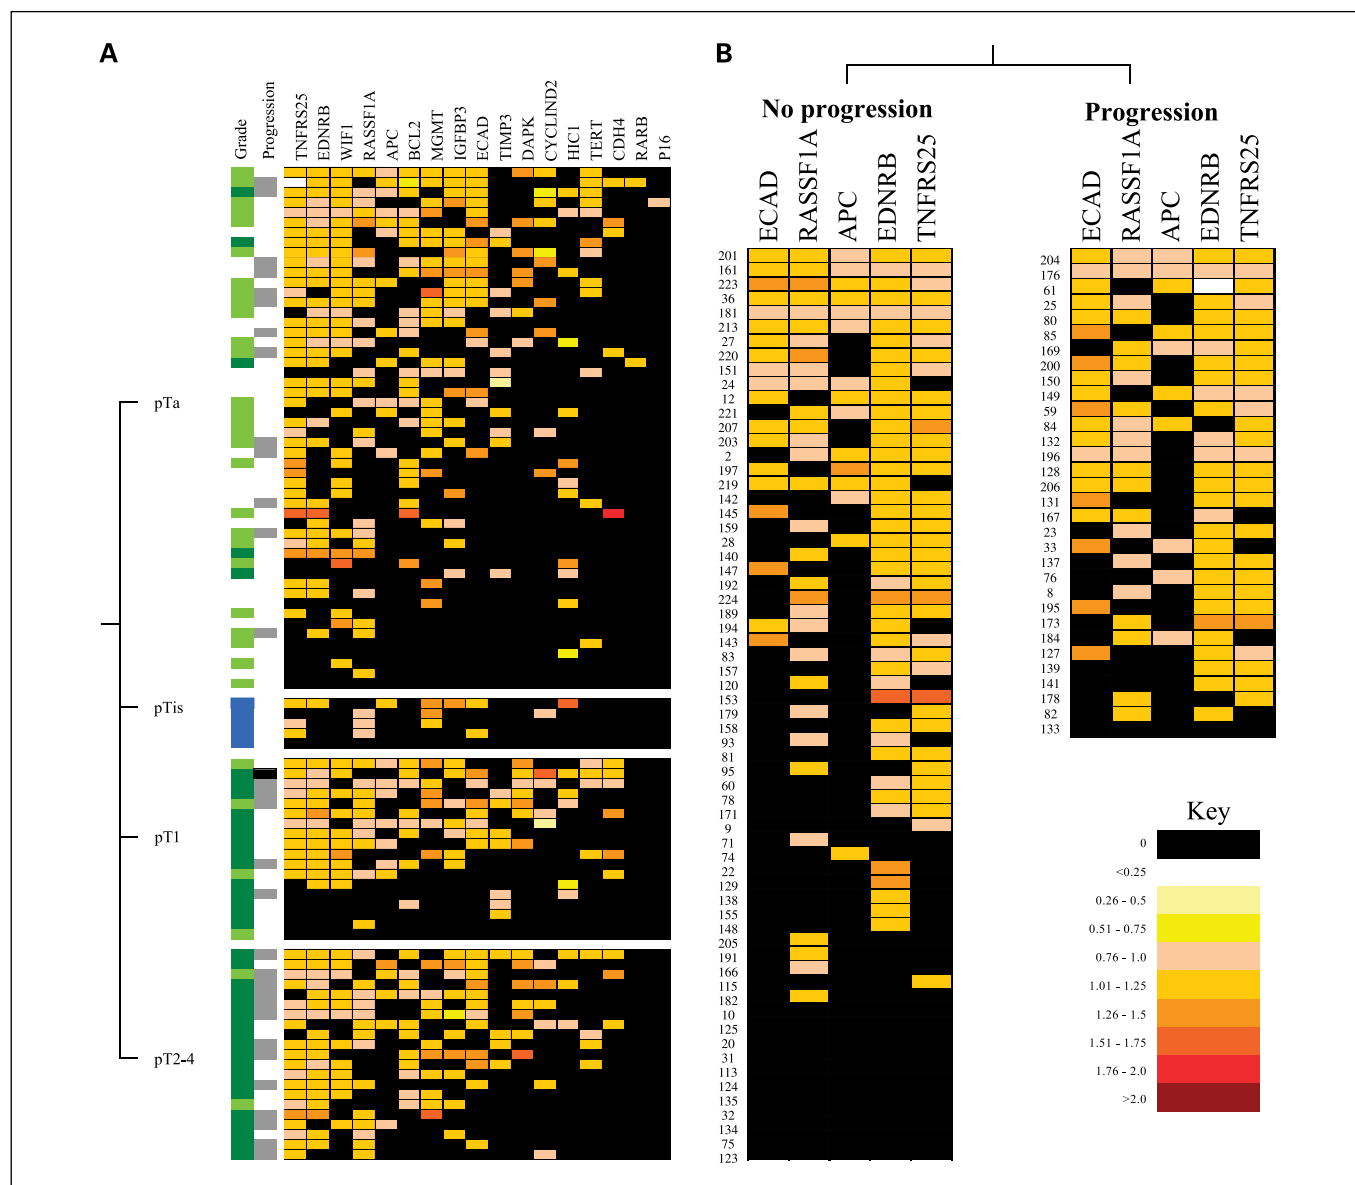 A
Grade
Progression
TNFRS25
EDNRB
WIF1
RASSF1A
APC
BCL2
MGMT
IGFBP3
ECAD
TIMP3
DAPK
CYCLIND2
HIC1
TERT
CDH4
RARB
P16
pTa
pTis
pT1
pT2-4
B
No progression
ECAD
RASSF1A
APC
EDNRB
TNFRS25
201
161
223
36
181
213
27
220
151
24
12
221
207
203
2
197
219
142
145
159
28
140
147
192
224
189
194
143
83
157
120
153
179
158
93
81
95
60
78
171
9
71
74
22
129
138
155
148
205
191
166
115
182
10
125
20
31
113
124
135
32
134
75
123
Progression
ECAD
RASSF1A
APC
EDNRB
TNFRS25
204
176
61
25
80
85
169
200
150
149
59
84
132
196
128
206
131
167
23
33
137
76
8
195
173
184
127
139
141
178
82
133
Key
0
<0.25
0.26 - 0.5
0.51 - 0.75
0.76 - 1.0
1.01 - 1.25
1.26 - 1.5
1.51 - 1.75
1.76 - 2.0
>2.0